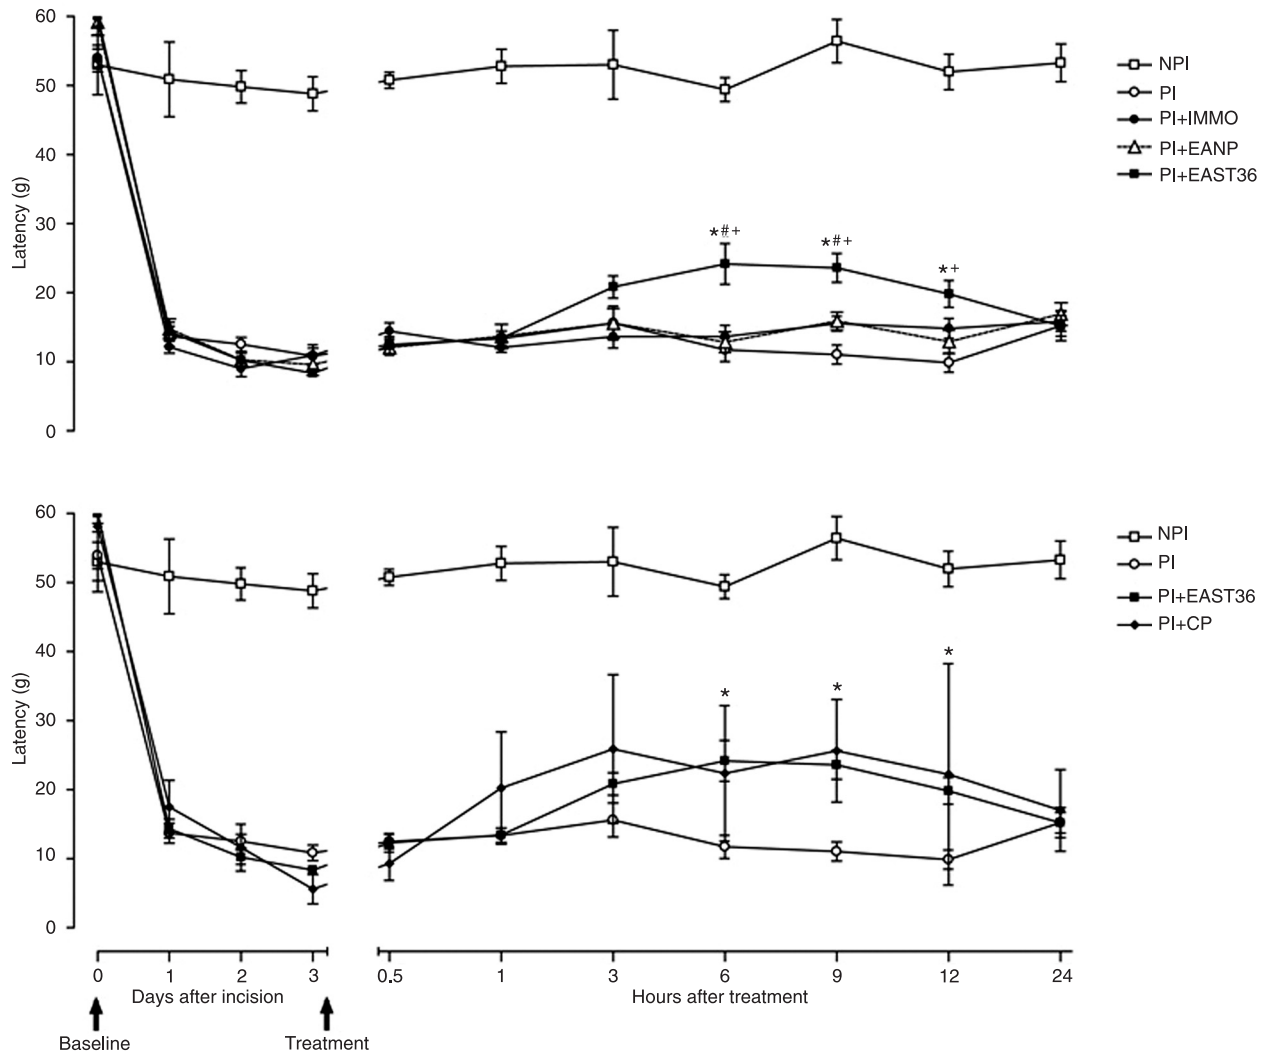 60
50
40
30
20
10
0
Latency (g)
*#+
*#+
*+
NPI
PI
PI+IMMO
PI+EANP
PI+EAST36
60
50
40
30
20
10
0
Latency (g)
*
*
*
NPI
PI
PI+EAST36
PI+CP
0 1 2 3 0.5 1 3 6 9 12 24
Days after incision Hours after treatment
Baseline Treatment